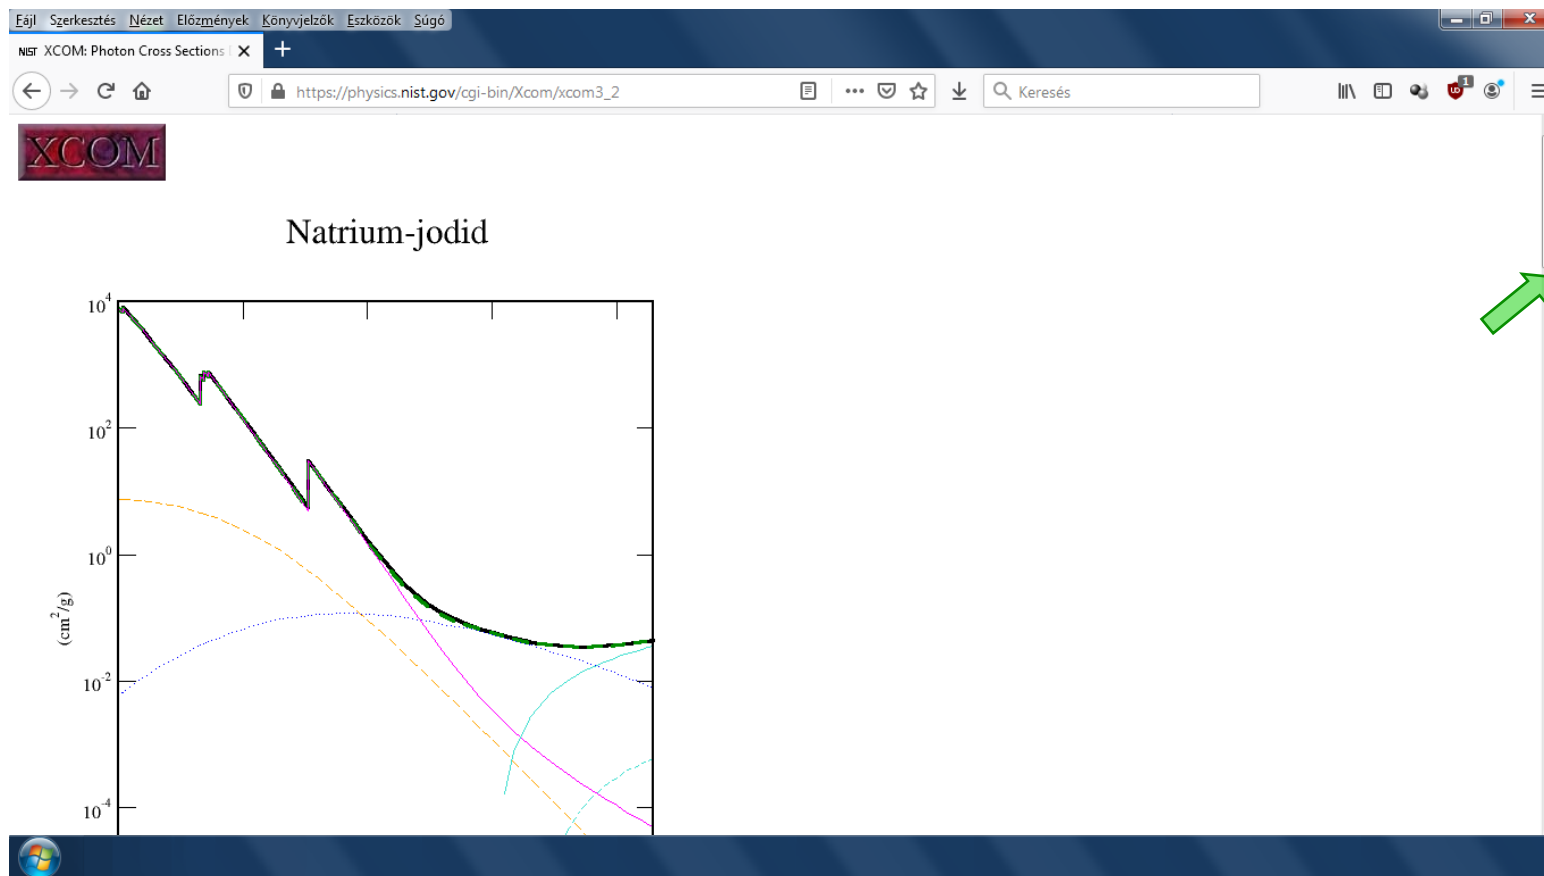 Fájl Szerkesztés Nézet Előzmények Könyvjelzők Eszközök Súgó
NIST XCOM: Photon Cross Sections
https://physics.nist.gov/cgi-bin/Xcom/xcom3_2
Keresés
1
XCOM
Natrium-jodid
10^4
10^2
10^0
(cm^2/g)
10^-2
10^-4